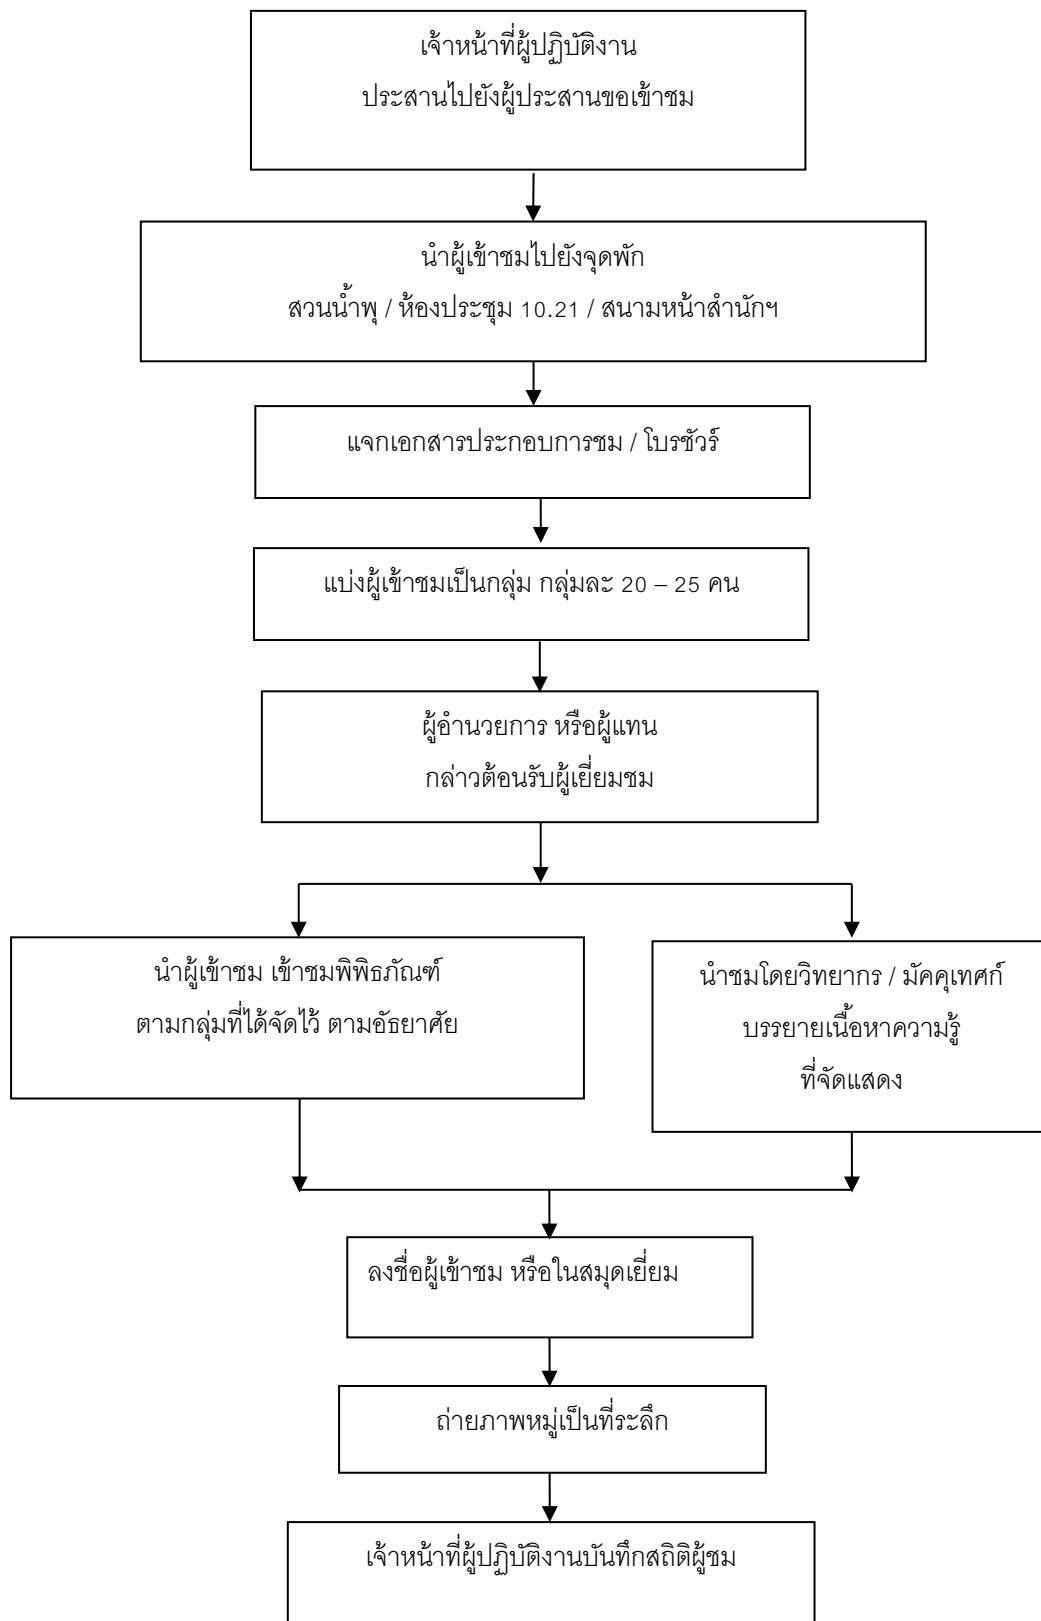 เจ้าหน้าที่ผู้ปฏิบัติงาน
ประสานไปยังผู้ประสานขอเข้าชม
นำผู้เข้าชมไปยังจุดพัก
สวนน้ำพุ / ห้องประชุม 10.21 / สนามหน้าสำนักฯ
แจกเอกสารประกอบการชม / โบรชัวร์
แบ่งผู้เข้าชมเป็นกลุ่ม กลุ่มละ 20 – 25 คน
ผู้อำนวยการ หรือผู้แทน
กล่าวต้อนรับผู้เยี่ยมชม
นำผู้เข้าชม เข้าชมพิพิธภัณฑ์
ตามกลุ่มที่ได้จัดไว้ ตามอัธยาศัย
นำชมโดยวิทยากร / มัคคุเทศก์
บรรยายเนื้อหาความรู้
ที่จัดแสดง
ลงชื่อผู้เข้าชม หรือในสมุดเยี่ยม
ถ่ายภาพหมู่เป็นที่ระลึก
เจ้าหน้าที่ผู้ปฏิบัติงานบันทึกสถิติผู้ชม